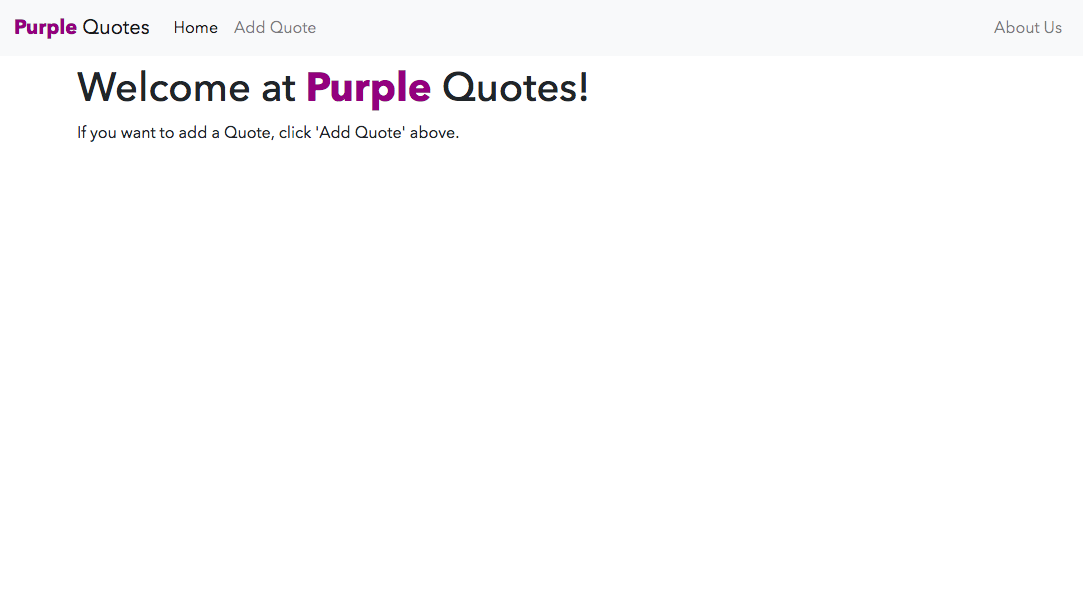 Purple Quotes Home Add Quote About Us
Welcome at Purple Quotes!
If you want to add a Quote, click 'Add Quote' above.